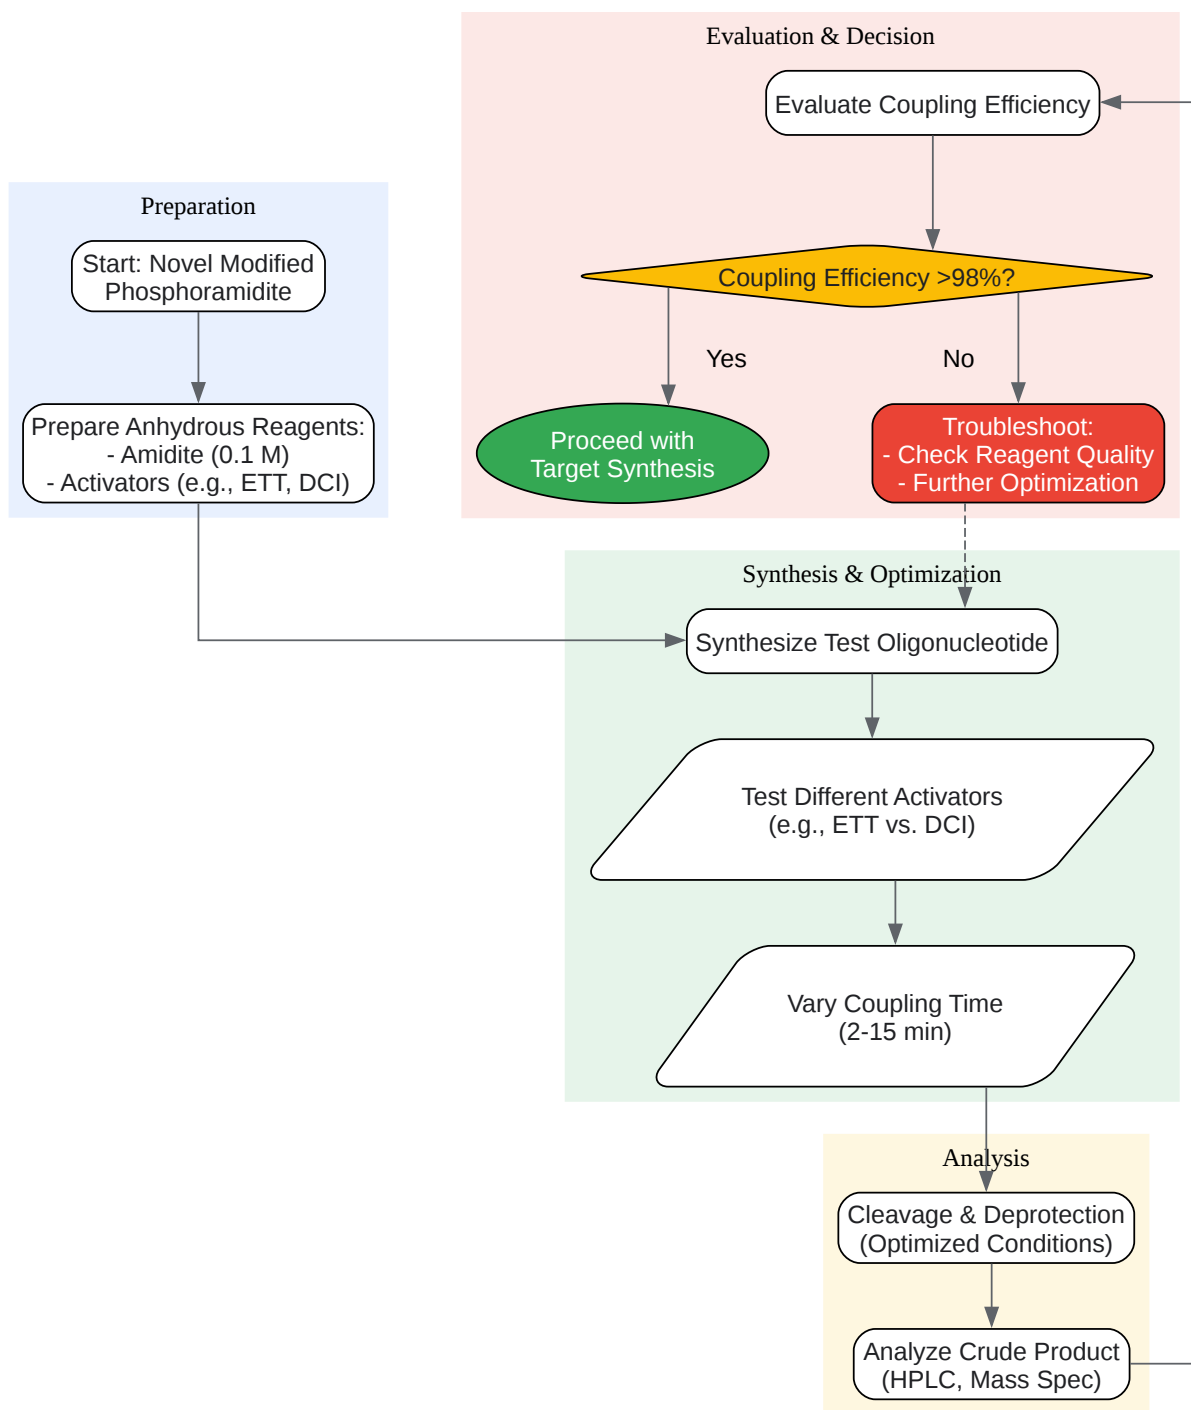 Evaluation & Decision
Evaluate Coupling Efficiency
Preparation
Start: Novel Modified
Phosphoramidite
Coupling Efficiency >98%?
Yes
No
Prepare Anhydrous Reagents:
- Amidite (0.1 M)
- Activators (e.g., ETT, DCI)
Proceed with
Target Synthesis
Troubleshoot:
- Check Reagent Quality
- Further Optimization
Synthesis & Optimization
Synthesize Test Oligonucleotide
Test Different Activators
(e.g., ETT vs. DCI)
Vary Coupling Time
(2-15 min)
Analysis
Cleavage & Deprotection
(Optimized Conditions)
Analyze Crude Product
(HPLC, Mass Spec)